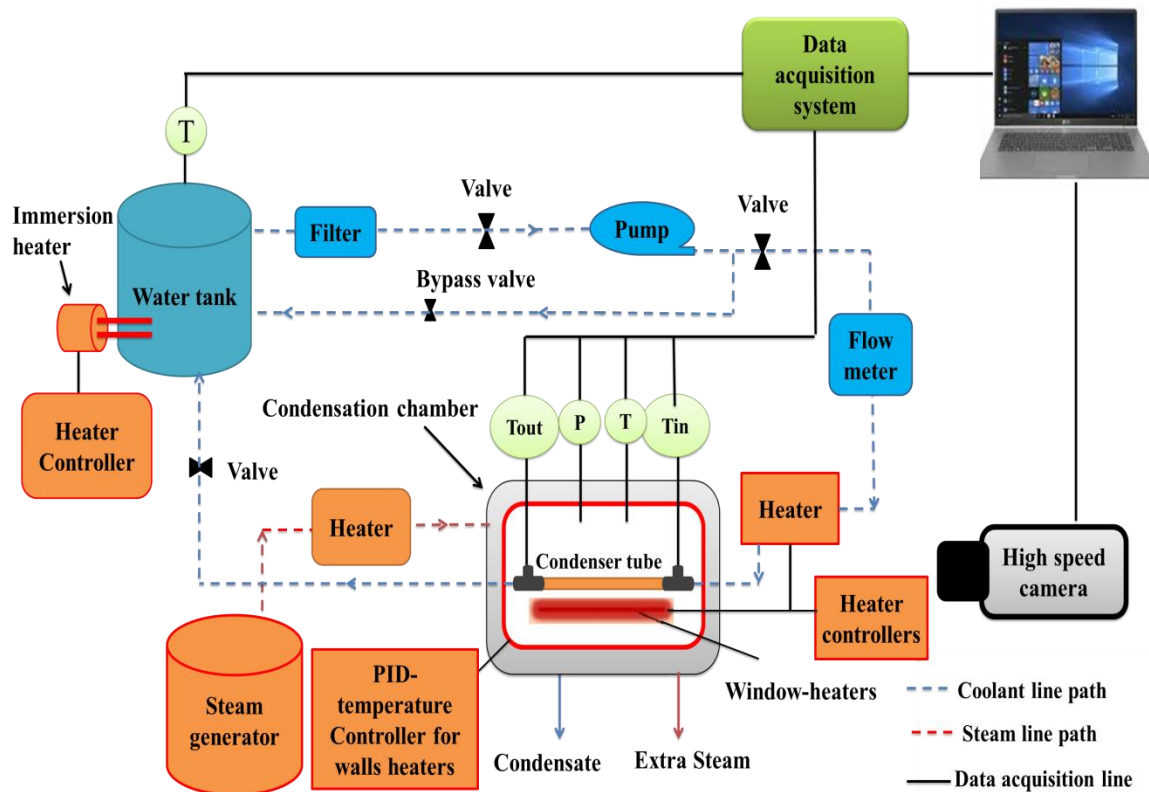 Data
acquisition
system
T
Immersion
heater
Valve
Filter
Pump
Valve
Water tank
Bypass valve
Flow
meter
Heater
Controller
Condensation chamber
Tout
P
T
Tin
Valve
Heater
Heater
Condenser tube
High speed
camera
Heater
controllers
Steam
generator
PID-
temperature
Controller for
walls heaters
Window-heaters
Condensate
Extra Steam
Coolant line path
Steam line path
Data acquisition line